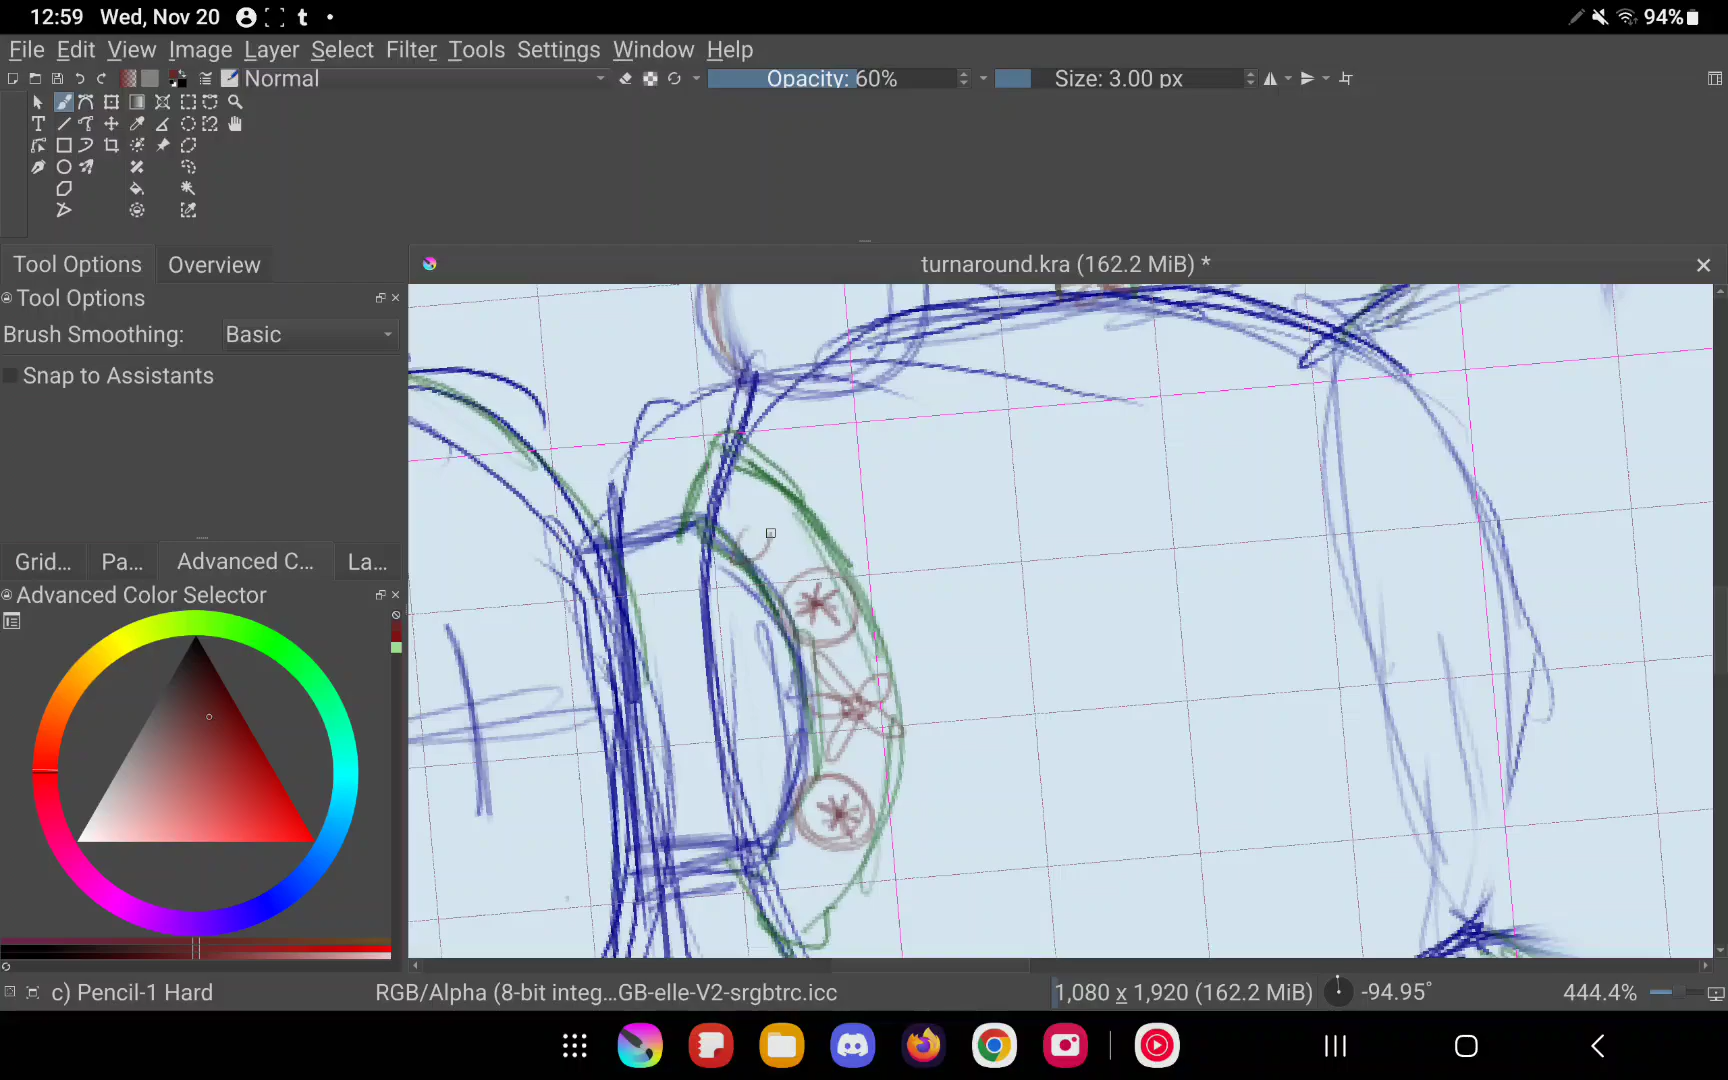 12:59 Wed, Nov 20 t 94%
File Edit View Image Layer Select Filter Tools Settings Window Help
Normal Opacity: 60% Size: 3.00 px
Tool Options Overview turnaround.kra (162.2 MiB) *
Tool Options
Brush Smoothing: Basic
Snap to Assistants
Grid... Pa... Advanced C... La...
Advanced Color Selector
c) Pencil-1 Hard RGB/Alpha (8-bit integ...GB-elle-V2-srgbtrc.icc 1,080 x 1,920 (162.2 MiB) -94.95° 444.4%